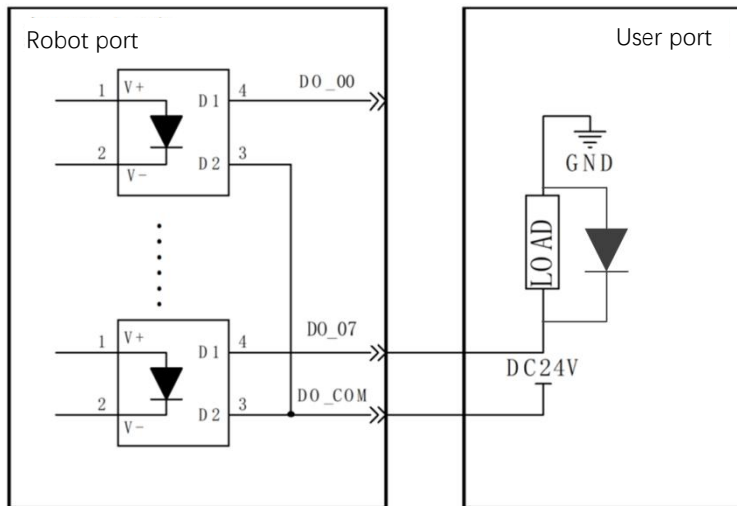 Robot port
1
V+
D1
4
DO_00
2
V-
D2
3
1
V+
D1
4
DO_07
2
V-
D2
3
DO_COM
User port
GND
LOAD
DC24V